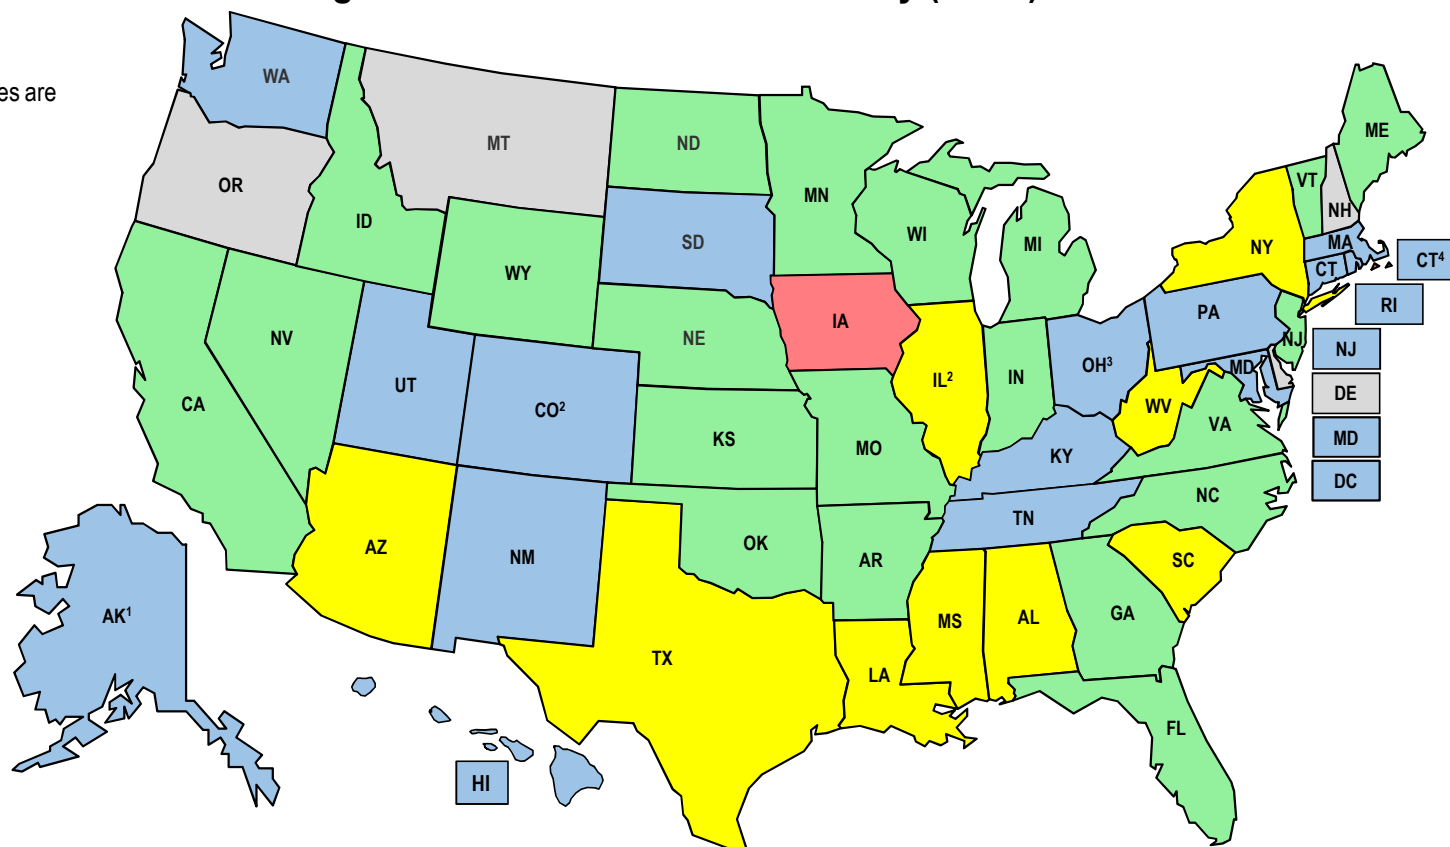 es are
WA
MT
ND
MN
ME
VT
NH
OR
ID
SD
WI
MI
NY
MA
CT
CT⁴
WY
RI
PA
NV
NE
IA
NJ
NJ
OH³
MD
UT
CO²
IL²
IN
DE
CA
WV
VA
KS
MO
KY
MD
DC
NC
TN
AZ
NM
OK
AR
SC
AK¹
GA
MS
AL
TX
LA
FL
HI